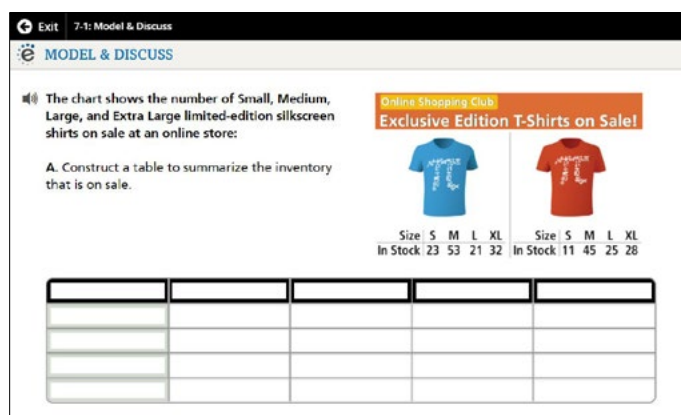 Exit 7-1: Model & Discuss
ë MODEL & DISCUSS
The chart shows the number of Small, Medium,
Large, and Extra Large limited-edition silkscreen
shirts on sale at an online store:
A. Construct a table to summarize the inventory
that is on sale.
Online Shopping Club
Exclusive Edition T-Shirts on Sale!
Size S M L XL
In Stock 23 53 21 32
Size S M L XL
In Stock 11 45 25 28